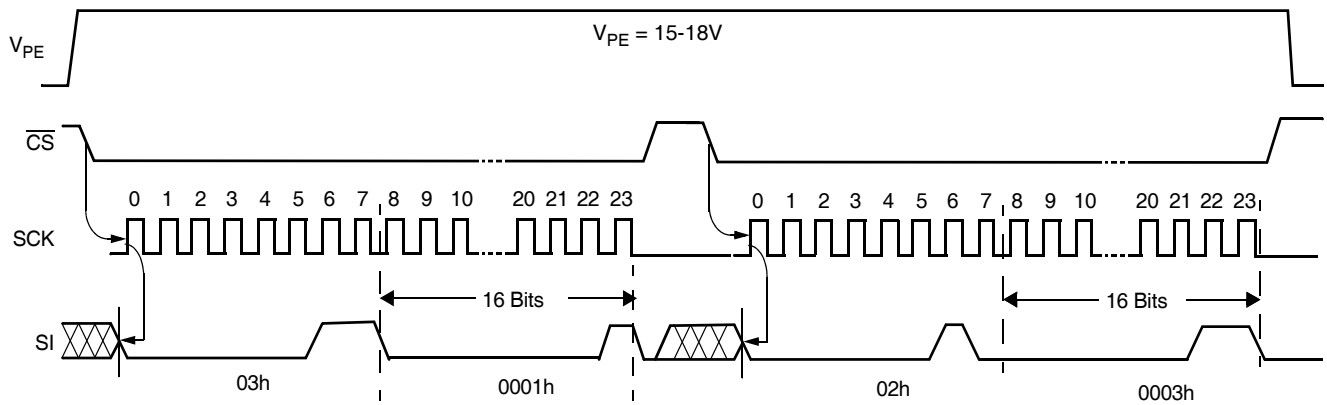 V_PE
V_PE = 15-18V
CS
0 1 2 3 4 5 6 7 8 9 10 20 21 22 23 0 1 2 3 4 5 6 7 8 9 10 20 21 22 23
SCK
16 Bits 16 Bits
SI
03h 0001h 02h 0003h